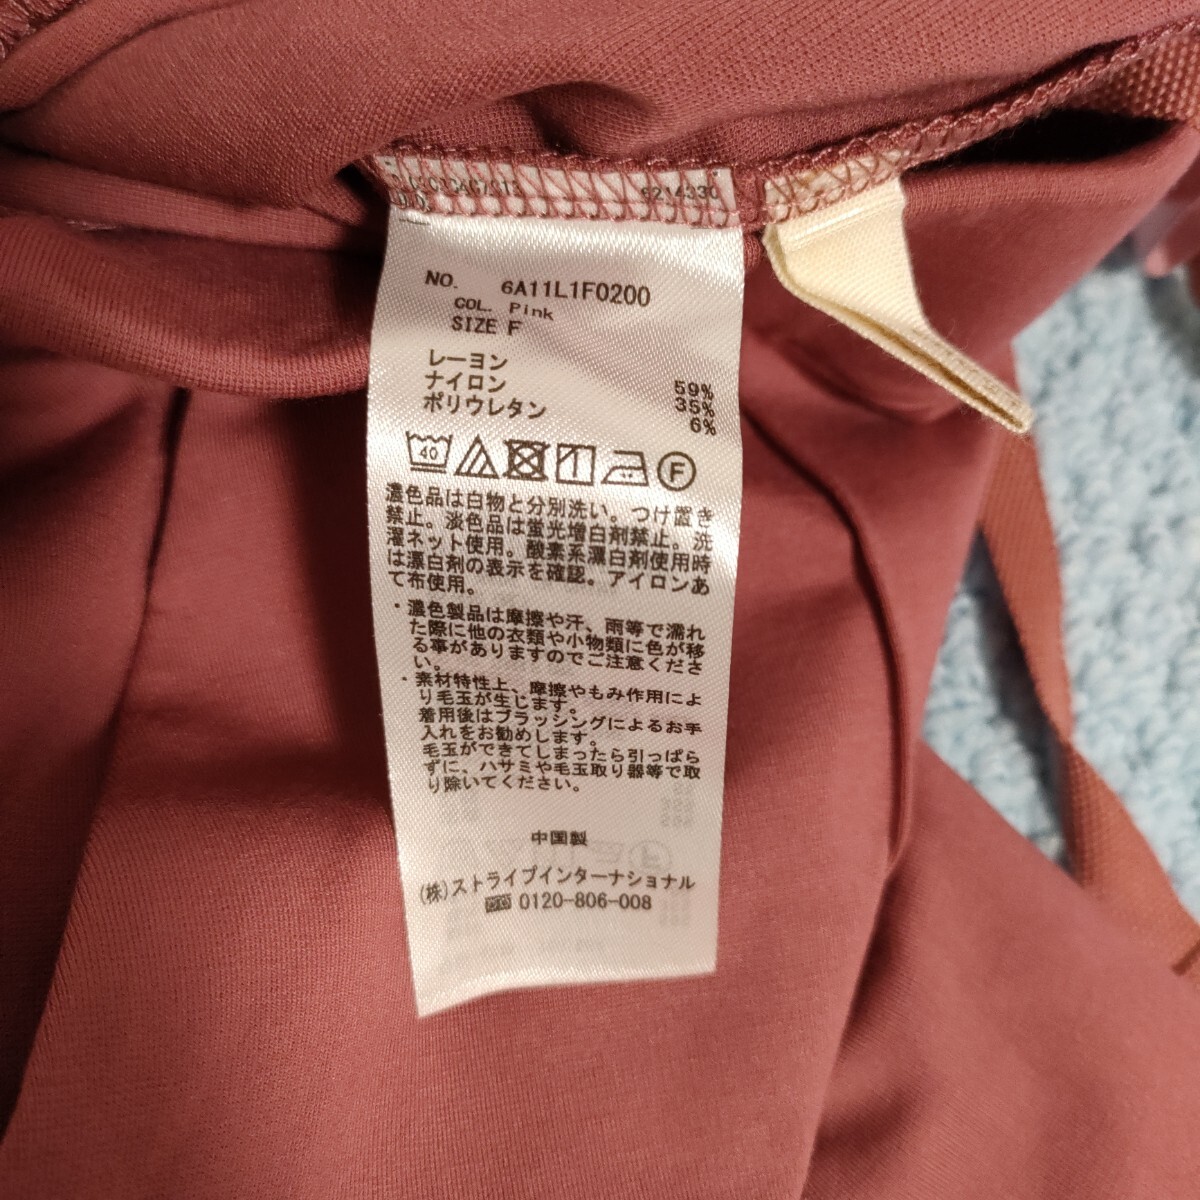 6214330
NO. 6A11L1F0200
COL. Pink
SIZE F
レーヨン 59%
ナイロン 35%
ポリウレタン 6%
40 F
濃色品は白物と分別洗い。つけ置き
禁止。淡色品は蛍光増白剤禁止。洗
濯ネット使用。酸素系漂白剤使用時
は漂白剤の表示を確認。アイロンあ
て布使用。
・濃色製品は摩擦や汗、雨等で濡れ
た際に他の衣類や小物類に色が移
る事がありますのでご注意くださ
い。
・素材特性上、摩擦やもみ作用によ
り毛玉が生じます。
着用後はブラッシングによるお手
入れをお勧めします。
毛玉ができてしまったら引っぱら
ずに、ハサミや毛玉取り器等で取
り除いてください。
中国製
(株)ストライプインターナショナル
0120-806-008